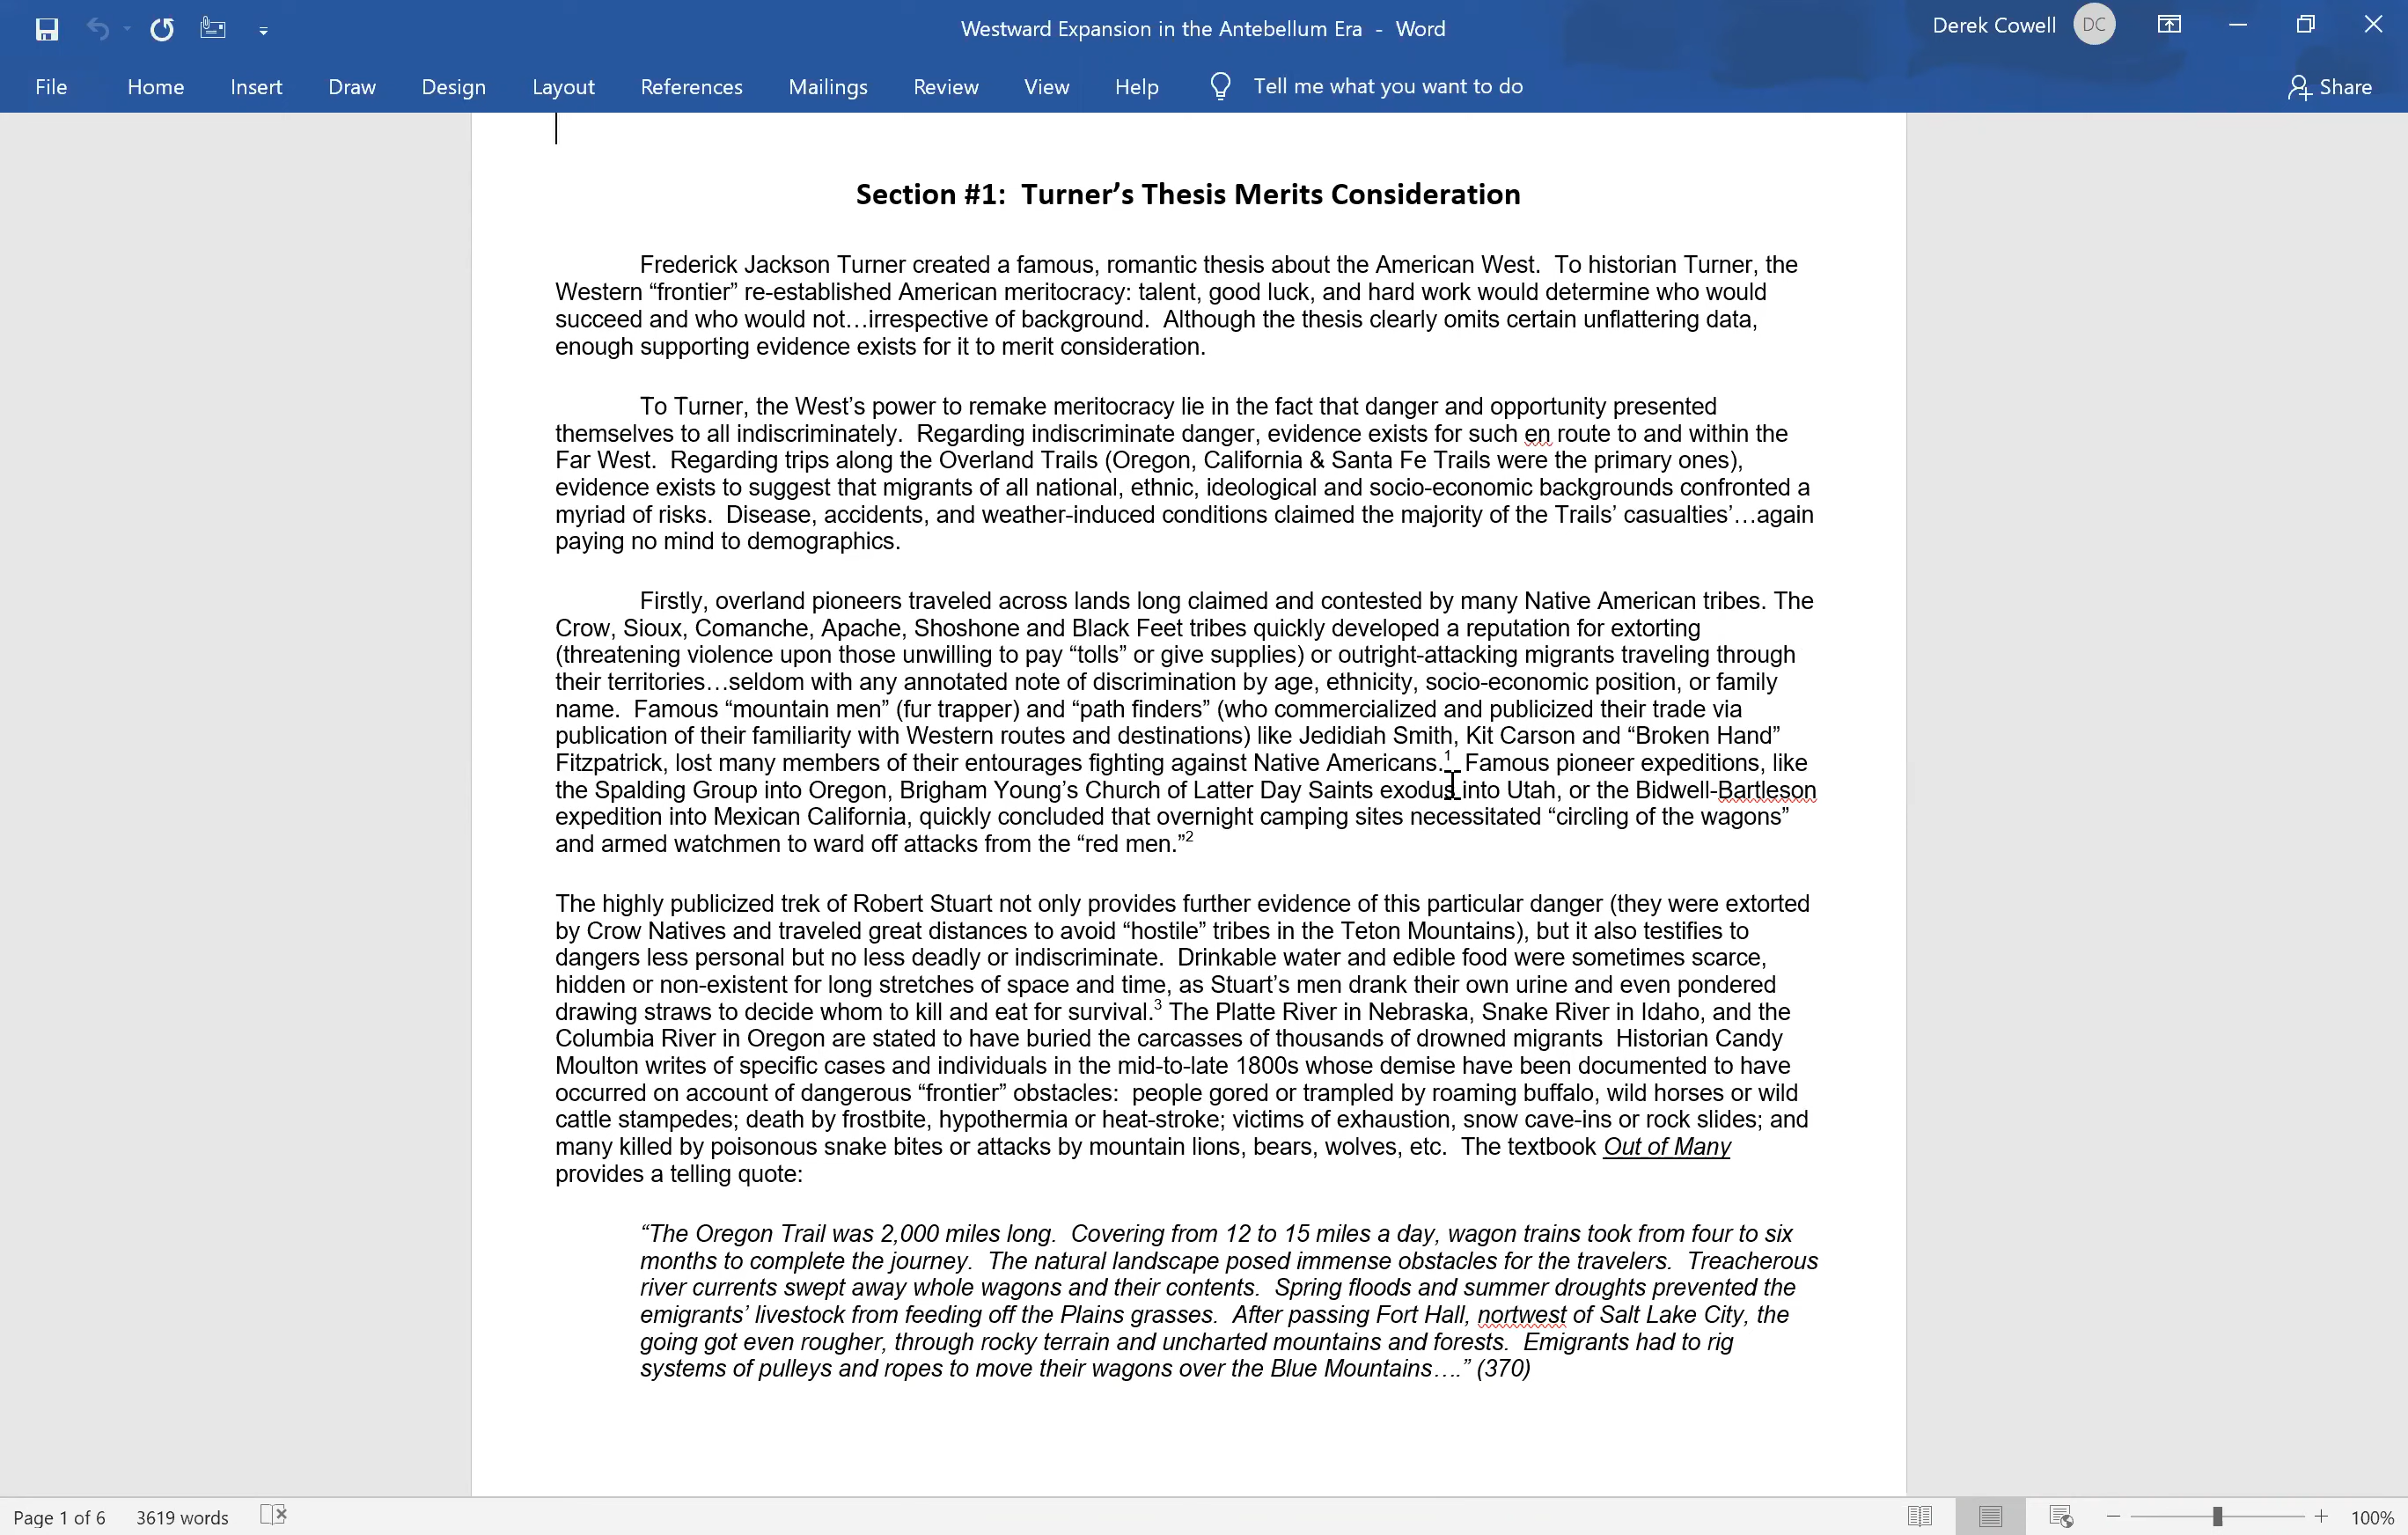 Westward Expansion in the Antebellum Era - Word
Derek Cowell DC
File Home Insert Draw Design Layout References Mailings Review View Help Tell me what you want to do Share
Section #1:  Turner’s Thesis Merits Consideration
Frederick Jackson Turner created a famous, romantic thesis about the American West.  To historian Turner, the
Western “frontier” re-established American meritocracy: talent, good luck, and hard work would determine who would
succeed and who would not…irrespective of background.  Although the thesis clearly omits certain unflattering data,
enough supporting evidence exists for it to merit consideration.
To Turner, the West’s power to remake meritocracy lie in the fact that danger and opportunity presented
themselves to all indiscriminately.  Regarding indiscriminate danger, evidence exists for such en route to and within the
Far West.  Regarding trips along the Overland Trails (Oregon, California & Santa Fe Trails were the primary ones),
evidence exists to suggest that migrants of all national, ethnic, ideological and socio-economic backgrounds confronted a
myriad of risks.  Disease, accidents, and weather-induced conditions claimed the majority of the Trails’ casualties’…again
paying no mind to demographics.
Firstly, overland pioneers traveled across lands long claimed and contested by many Native American tribes. The
Crow, Sioux, Comanche, Apache, Shoshone and Black Feet tribes quickly developed a reputation for extorting
(threatening violence upon those unwilling to pay “tolls” or give supplies) or outright-attacking migrants traveling through
their territories…seldom with any annotated note of discrimination by age, ethnicity, socio-economic position, or family
name.  Famous “mountain men” (fur trapper) and “path finders” (who commercialized and publicized their trade via
publication of their familiarity with Western routes and destinations) like Jedidiah Smith, Kit Carson and “Broken Hand”
Fitzpatrick, lost many members of their entourages fighting against Native Americans.1  Famous pioneer expeditions, like
the Spalding Group into Oregon, Brigham Young’s Church of Latter Day Saints exodus into Utah, or the Bidwell-Bartleson
expedition into Mexican California, quickly concluded that overnight camping sites necessitated “circling of the wagons”
and armed watchmen to ward off attacks from the “red men.”2
The highly publicized trek of Robert Stuart not only provides further evidence of this particular danger (they were extorted
by Crow Natives and traveled great distances to avoid “hostile” tribes in the Teton Mountains), but it also testifies to
dangers less personal but no less deadly or indiscriminate.  Drinkable water and edible food were sometimes scarce,
hidden or non-existent for long stretches of space and time, as Stuart’s men drank their own urine and even pondered
drawing straws to decide whom to kill and eat for survival.3 The Platte River in Nebraska, Snake River in Idaho, and the
Columbia River in Oregon are stated to have buried the carcasses of thousands of drowned migrants  Historian Candy
Moulton writes of specific cases and individuals in the mid-to-late 1800s whose demise have been documented to have
occurred on account of dangerous “frontier” obstacles:  people gored or trampled by roaming buffalo, wild horses or wild
cattle stampedes; death by frostbite, hypothermia or heat-stroke; victims of exhaustion, snow cave-ins or rock slides; and
many killed by poisonous snake bites or attacks by mountain lions, bears, wolves, etc.  The textbook Out of Many
provides a telling quote:
“The Oregon Trail was 2,000 miles long.  Covering from 12 to 15 miles a day, wagon trains took from four to six
months to complete the journey.  The natural landscape posed immense obstacles for the travelers.  Treacherous
river currents swept away whole wagons and their contents.  Spring floods and summer droughts prevented the
emigrants’ livestock from feeding off the Plains grasses.  After passing Fort Hall, nortwest of Salt Lake City, the
going got even rougher, through rocky terrain and uncharted mountains and forests.  Emigrants had to rig
systems of pulleys and ropes to move their wagons over the Blue Mountains….” (370)
Page 1 of 6 3619 words 100%